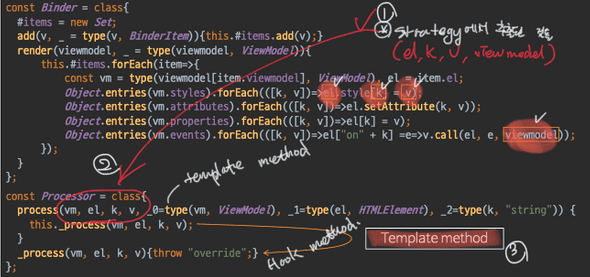 const Binder = class{
#items = new Set;
add(v, _ = type(v, BinderItem)){this.#items.add(v);}
render(viewmodel, _ = type(viewmodel, ViewModel)){
this.#items.forEach(item=>{
const vm = type(viewmodel[item.viewmodel], ViewModel), el = item.el;
Object.entries(vm.styles).forEach(([k, v])=>el.style[k] = v);
Object.entries(vm.attributes).forEach(([k, v])=>el.setAttribute(k, v));
Object.entries(vm.properties).forEach(([k, v])=>el[k] = v);
Object.entries(vm.events).forEach(([k, v])=>el["on" + k] =e=>v.call(el, e, viewmodel));
});
}
};
①
* Strategy에서
(el, k, v, viewmodel)
②
template method
const Processor = class{
process(vm, el, k, v, _0=type(vm, ViewModel), _1=type(el, HTMLElement), _2=type(k, "string")) {
this._process(vm, el, k, v);
}
_process(vm, el, k, v){throw "override";}
};
Hook method.
Template method
③